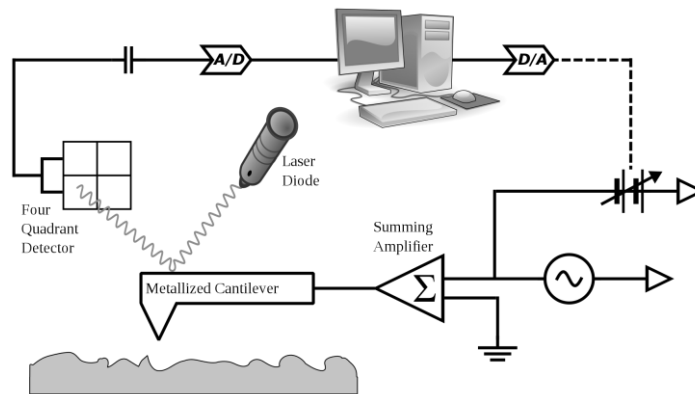 A/D
D/A
Laser
Diode
Four
Quadrant
Detector
Summing
Amplifier
Metallized Cantilever
Σ